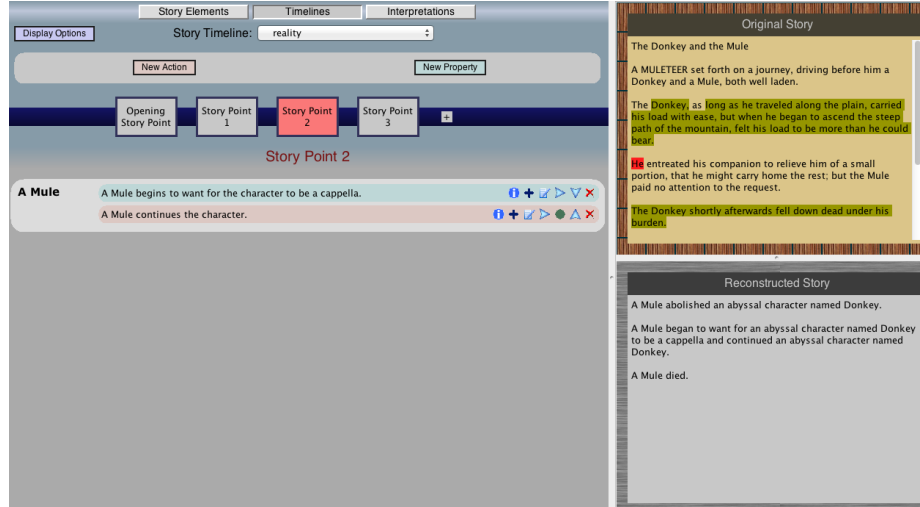 Story Elements Timelines Interpretations
Display Options Story Timeline: reality
New Action New Property
Opening Story Point
Story Point 1
Story Point 2
Story Point 3
+
Story Point 2
A Mule A Mule begins to want for the character to be a cappella.
A Mule continues the character.
Original Story
The Donkey and the Mule
A MULETEER set forth on a journey, driving before him a
Donkey and a Mule, both well laden.
The Donkey, as long as he traveled along the plain, carried
his load with ease, but when he began to ascend the steep
path of the mountain, felt his load to be more than he could
bear.
He entreated his companion to relieve him of a small
portion, that he might carry home the rest; but the Mule
paid no attention to the request.
The Donkey shortly afterwards fell down dead under his
burden.
Reconstructed Story
A Mule abolished an abyssal character named Donkey.
A Mule began to want for an abyssal character named Donkey
to be a cappella and continued an abyssal character named
Donkey.
A Mule died.